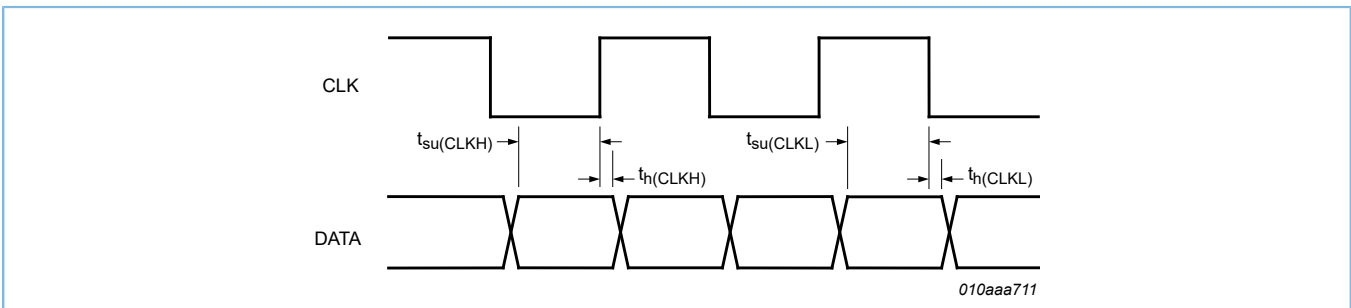 CLK
tsu(CLKH)
tsu(CLKL)
th(CLKH)
th(CLKL)
DATA
010aaa711